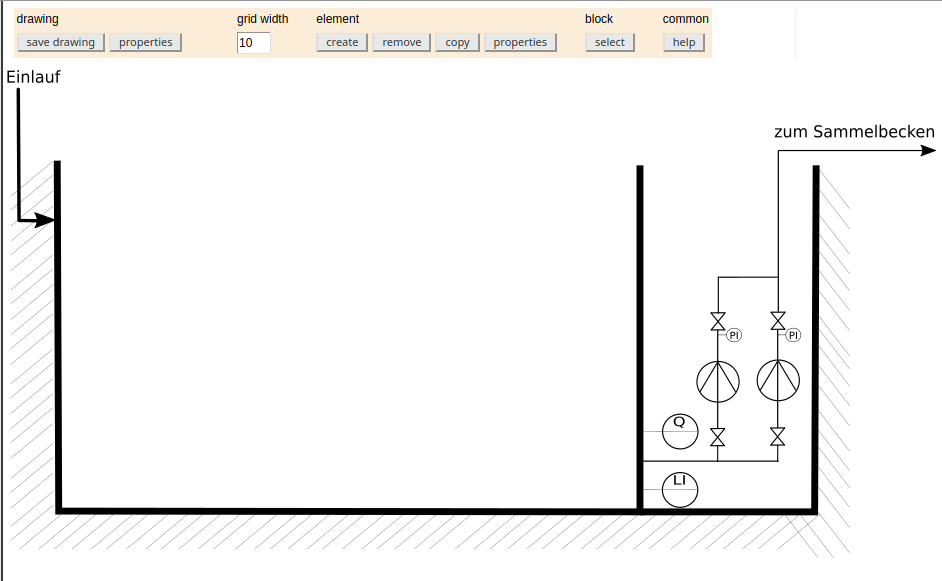 drawing grid width element block common
save drawing properties 10 create remove copy properties select help
Einlauf
zum Sammelbecken
PI PI
Q
LI